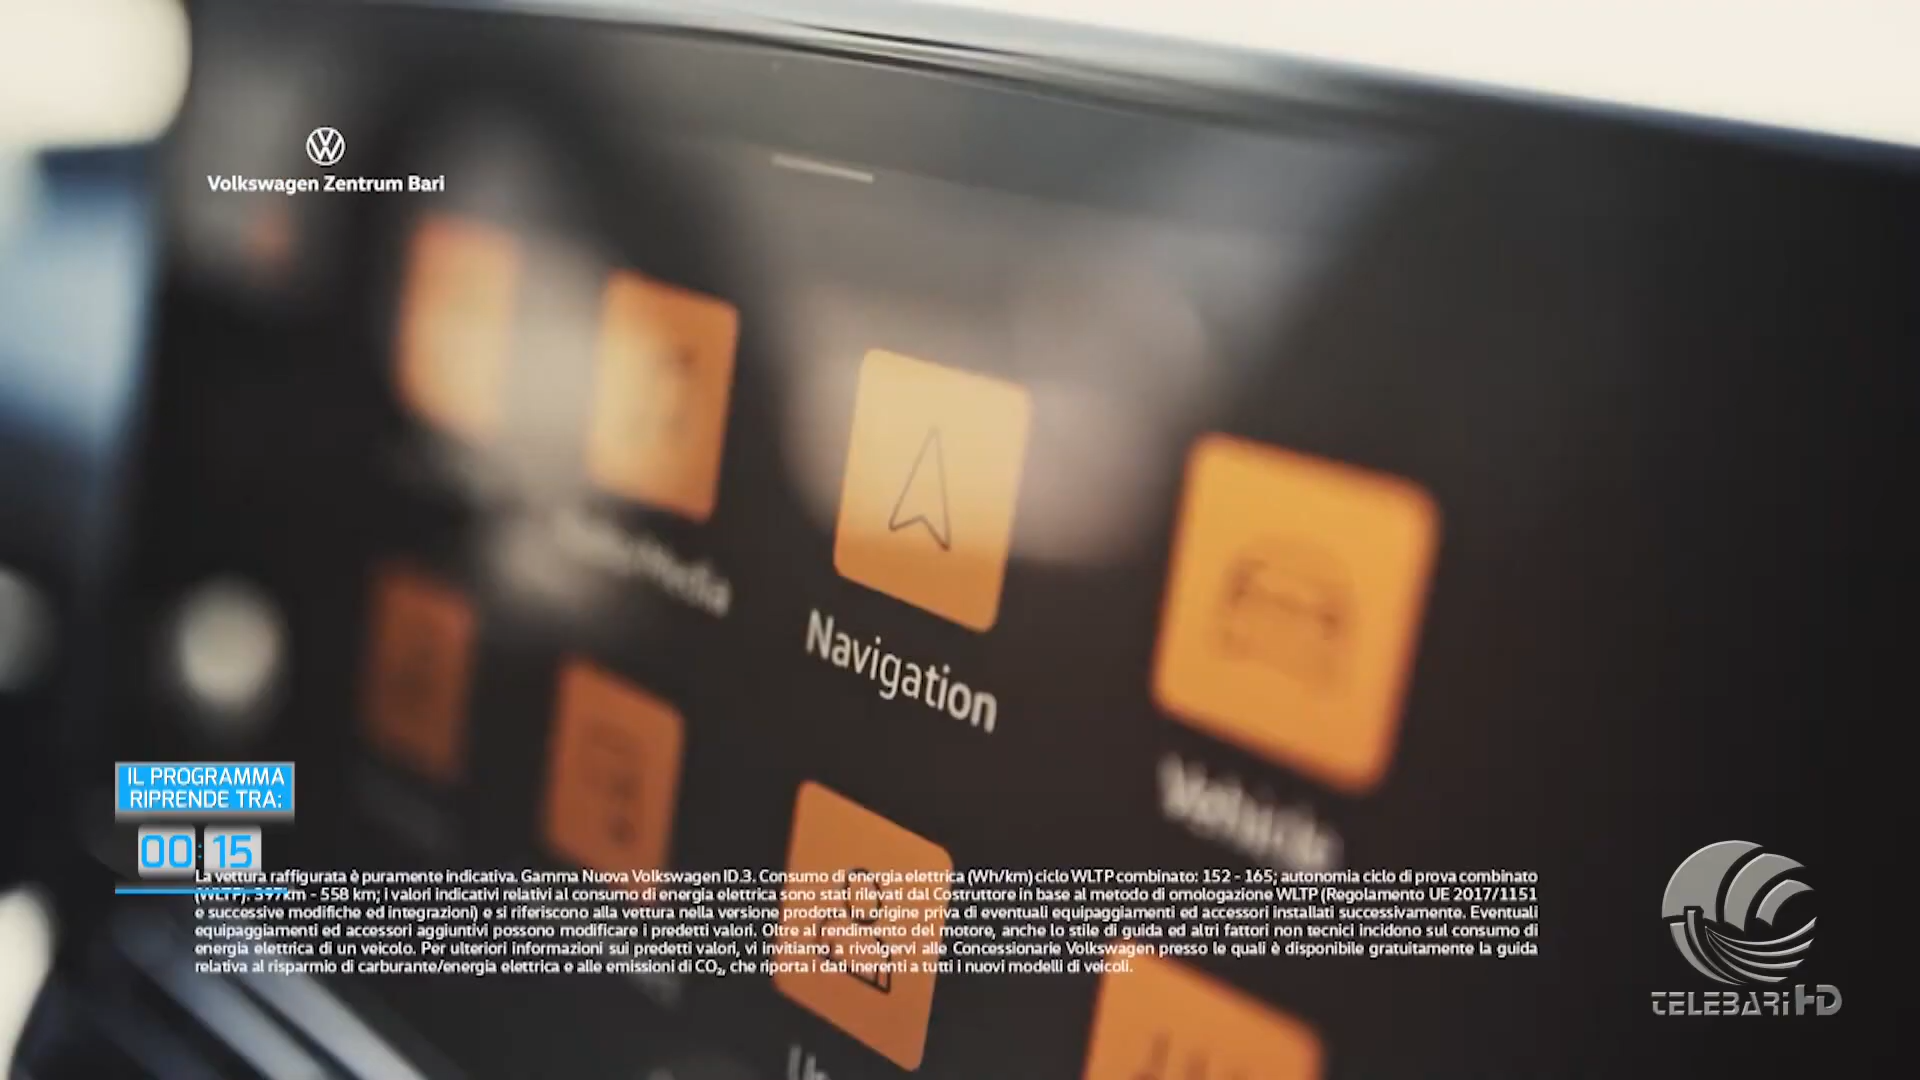 Volkswagen Zentrum Bari
Media
Navigation
Vehicle
IL PROGRAMMA
RIPRENDE TRA:
00:15
La vettura raffigurata è puramente indicativa. Gamma Nuova Volkswagen ID.3. Consumo di energia elettrica (Wh/km) ciclo WLTP combinato: 152 - 165; autonomia ciclo di prova combinato
(WLTP): 397km - 558 km; i valori indicativi relativi al consumo di energia elettrica sono stati rilevati dal Costruttore in base al metodo di omologazione WLTP (Regolamento UE 2017/1151
e successive modifiche ed integrazioni) e si riferiscono alla vettura nella versione prodotta in origine priva di eventuali equipaggiamenti ed accessori installati successivamente. Eventuali
equipaggiamenti ed accessori aggiuntivi possono modificare i predetti valori. Oltre al rendimento del motore, anche lo stile di guida ed altri fattori non tecnici incidono sul consumo di
energia elettrica di un veicolo. Per ulteriori informazioni sui predetti valori, vi invitiamo a rivolgervi alle Concessionarie Volkswagen presso le quali è disponibile gratuitamente la guida
relativa al risparmio di carburante/energia elettrica e alle emissioni di CO₂, che riporta i dati inerenti a tutti i nuovi modelli di veicoli.
TELEBARI HD